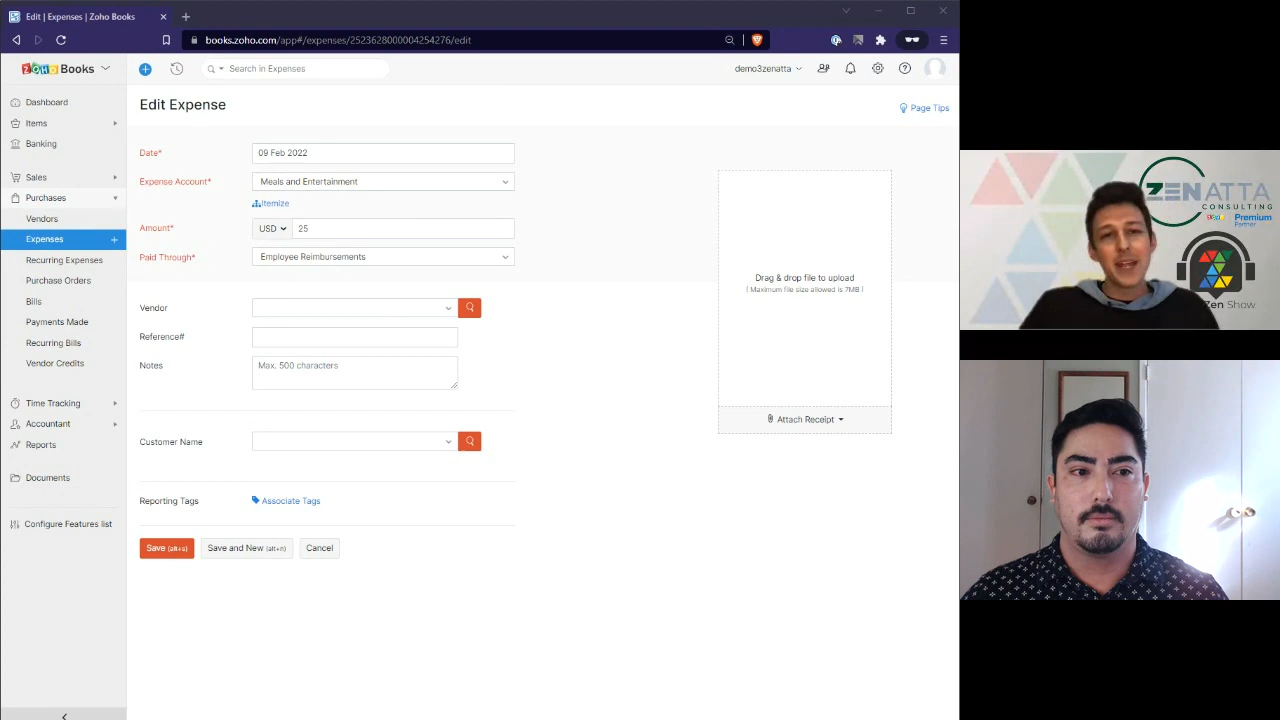 Edit | Expenses | Zoho Books
books.zoho.com/app#/expenses/2523628000004254276/edit
ZOHO Books
Search in Expenses
demo3zenatta
Dashboard
Items
Banking
Sales
Purchases
Vendors
Expenses
Recurring Expenses
Purchase Orders
Bills
Payments Made
Recurring Bills
Vendor Credits
Time Tracking
Accountant
Reports
Documents
Configure Features list
Edit Expense
Page Tips
Date* 09 Feb 2022
Expense Account* Meals and Entertainment
Itemize
Amount* USD 25
Paid Through* Employee Reimbursements
Vendor
Reference#
Notes Max. 500 characters
Customer Name
Reporting Tags Associate Tags
Save (alt+s) Save and New (alt+n) Cancel
Drag & drop file to upload
( Maximum file size allowed is 7MB )
Attach Receipt
ZENATTA
CONSULTING
ZOHO Premium
Partner
Zen Show